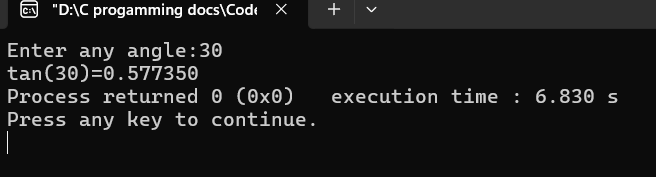 "D:\C progamming docs\Code
Enter any angle:30
tan(30)=0.577350
Process returned 0 (0x0)   execution time : 6.830 s
Press any key to continue.